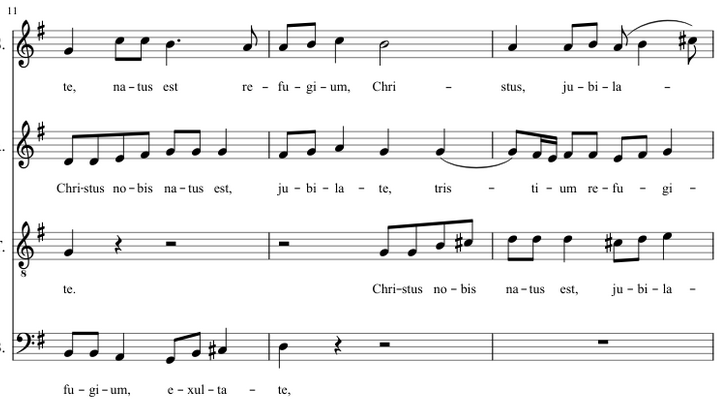 11
te, na – tus est re – fu – gi – um, Chri – stus, ju – bi – la –
Chri-stus no – bis na – tus est, ju – bi – la – te, tris – ti – um re – fu – gi –
te. Chri–stus no – bis na – tus est, ju – bi – la –
fu – gi – um, e – xul – ta – te,